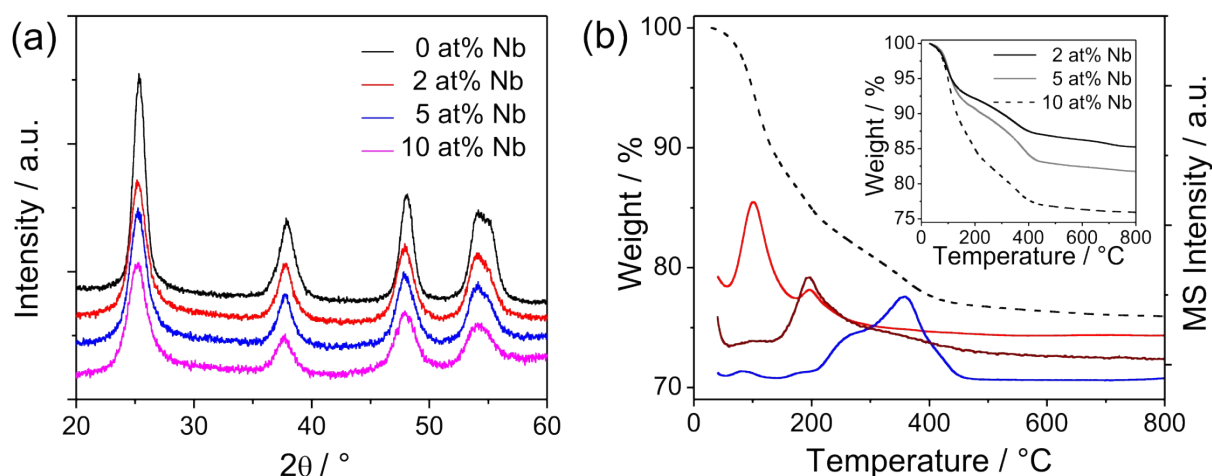 (a)
0 at% Nb
2 at% Nb
5 at% Nb
10 at% Nb
Intensity / a.u.
20 30 40 50 60
2θ / °
(b)
100
90
80
70
Weight / %
0 200 400 600 800
Temperature / °C
MS Intensity / a.u.
100
95
90
85
80
75
Weight / %
2 at% Nb
5 at% Nb
10 at% Nb
0 200 400 600 800
Temperature / °C